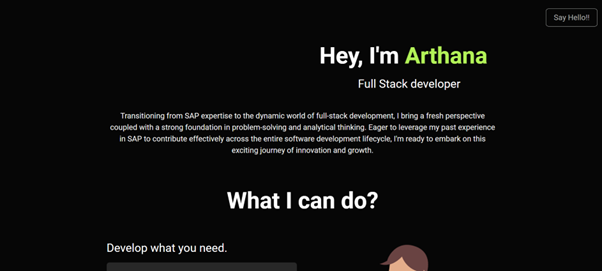 Say Hello!!
Hey, I'm Arthana
Full Stack developer
Transitioning from SAP expertise to the dynamic world of full-stack development, I bring a fresh perspective
coupled with a strong foundation in problem-solving and analytical thinking. Eager to leverage my past experience
in SAP to contribute effectively across the entire software development lifecycle, I'm ready to embark on this
exciting journey of innovation and growth.
What I can do?
Develop what you need.